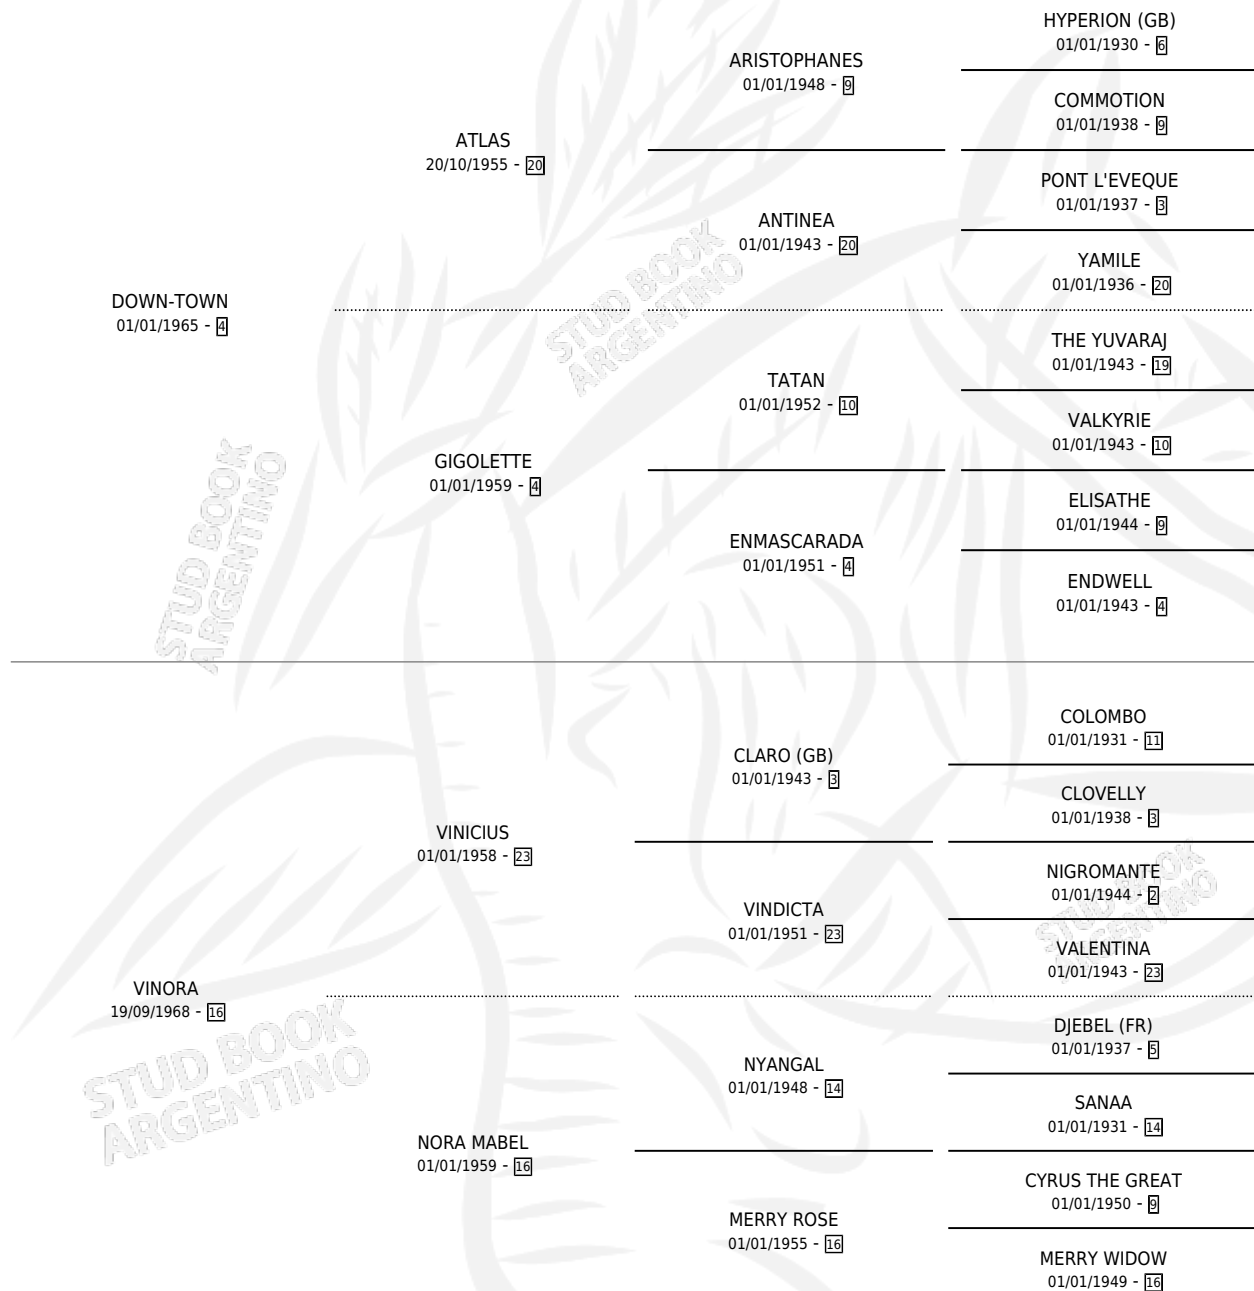 HYPERION (GB)
01/01/1930 - 6
ARISTOPHANES
01/01/1948 - 9
COMMOTION
01/01/1938 - 9
ATLAS
20/10/1955 - 20
PONT L'EVEQUE
01/01/1937 - 3
ANTINEA
01/01/1943 - 20
YAMILE
01/01/1936 - 20
STUD BOOK
ARGENTINO
DOWN-TOWN
01/01/1965 - 4
THE YUVARAJ
01/01/1943 - 19
TATAN
01/01/1952 - 10
VALKYRIE
01/01/1943 - 10
GIGOLETTE
01/01/1959 - 4
ELISATHE
01/01/1944 - 9
ENMASCARADA
01/01/1951 - 4
ENDWELL
01/01/1943 - 4
STUD BOOK
ARGENTINO
COLOMBO
01/01/1931 - 11
CLARO (GB)
01/01/1943 - 3
CLOVELLY
01/01/1938 - 3
VINICIUS
01/01/1958 - 23
NIGROMANTE
01/01/1944 - 2
VINDICTA
01/01/1951 - 23
VALENTINA
01/01/1943 - 23
STUD BOOK
ARGENTINO
VINORA
19/09/1968 - 16
DJEBEL (FR)
01/01/1937 - 5
NYANGAL
01/01/1948 - 14
SANAA
01/01/1931 - 14
STUD BOOK
ARGENTINO
NORA MABEL
01/01/1959 - 16
CYRUS THE GREAT
01/01/1950 - 9
MERRY ROSE
01/01/1955 - 16
MERRY WIDOW
01/01/1949 - 16